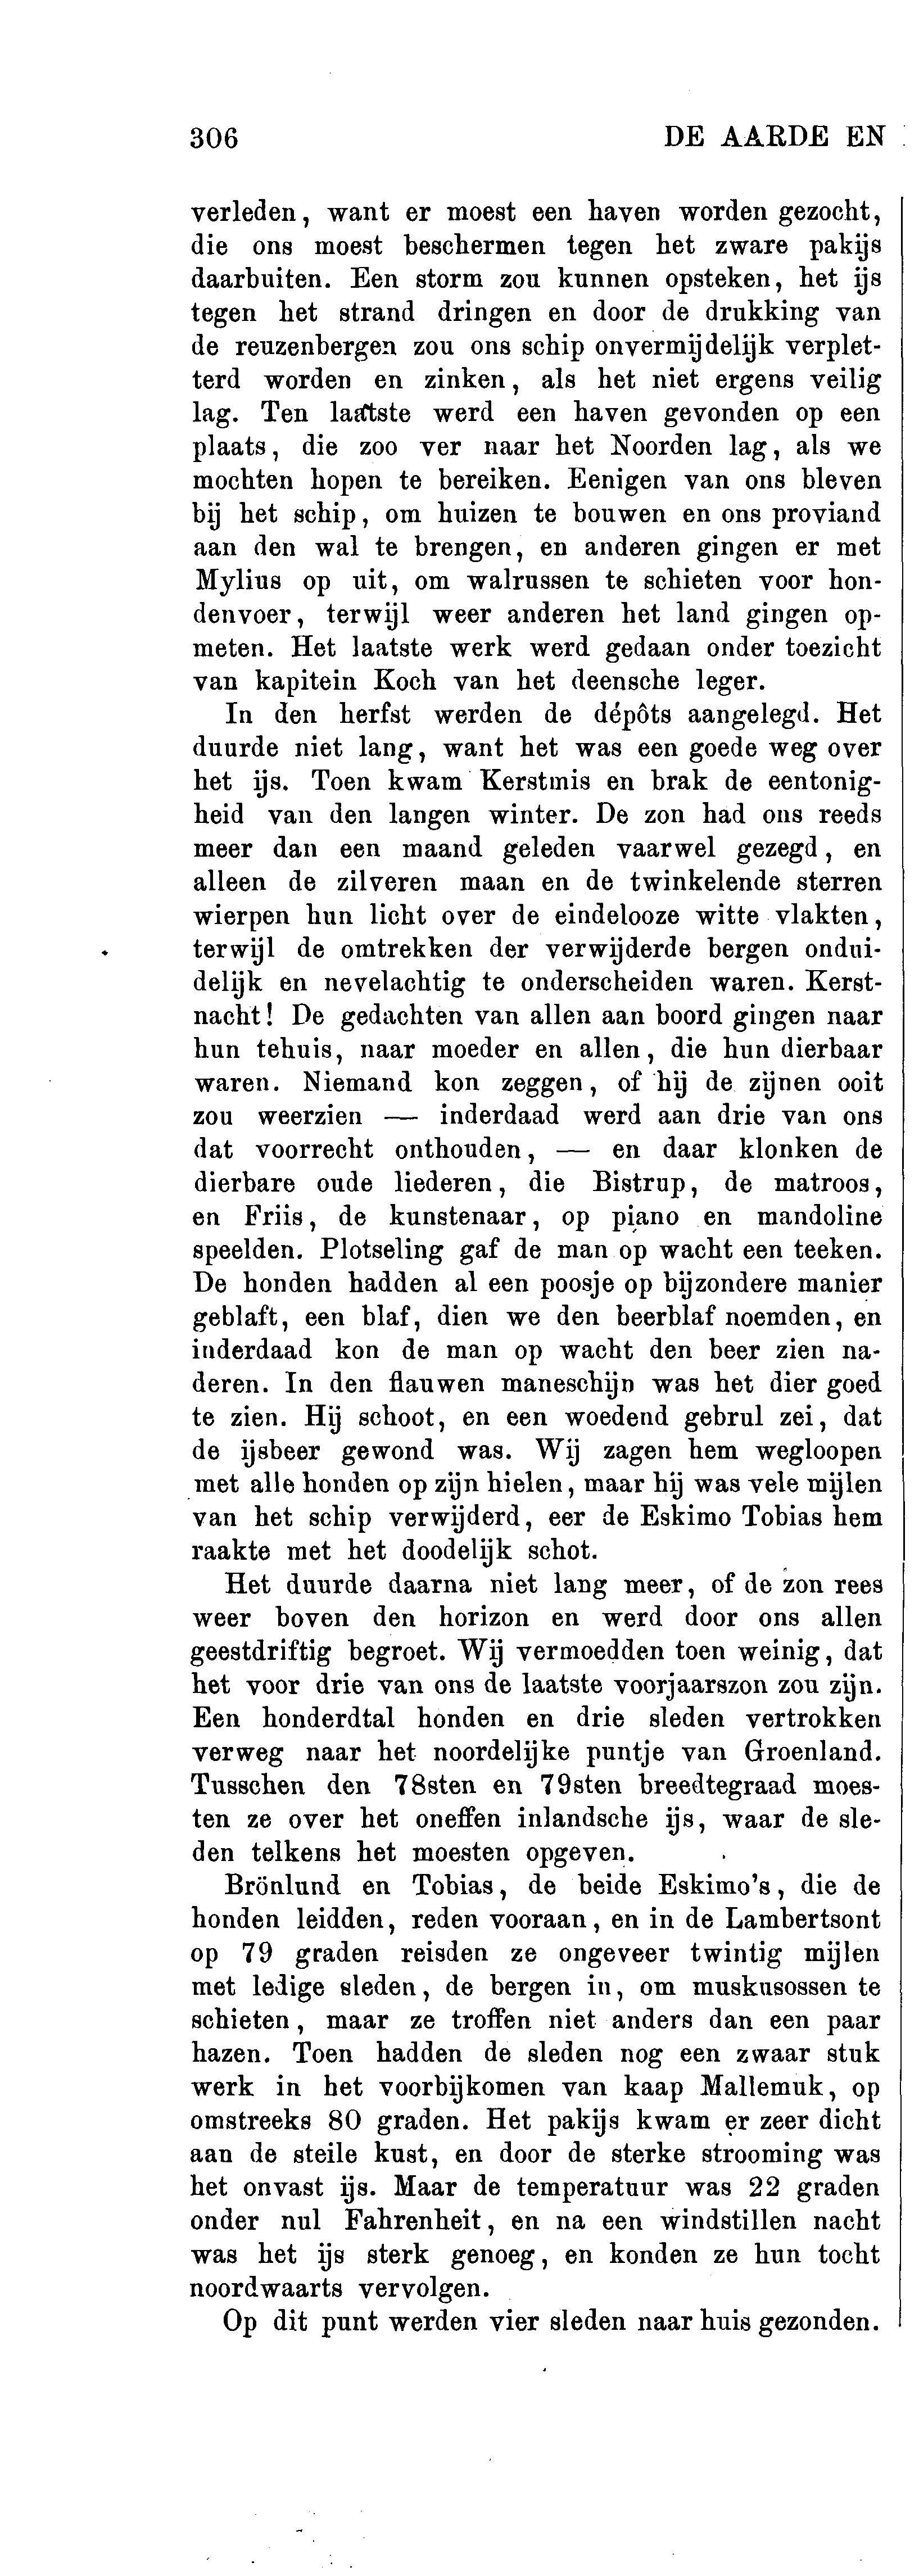 306 DE AARDE EN
verleden, want er moest een haven worden gezocht,
die ons moest beschermen tegen het zware pakijs
daarbuiten. Een storm zou kunnen opsteken, het ijs
tegen het strand dringen en door de drukking van
de reuzenbergen zou ons schip onvermijdelijk verplet-
terd worden en zinken, als het niet ergens veilig
lag. Ten laatste werd een haven gevonden op een
plaats, die zoo ver naar het Noorden lag, als we
mochten hopen te bereiken. Eenigen van ons bleven
bij het schip, om huizen te bouwen en ons proviand
aan den wal te brengen, en anderen gingen er met
Mylius op uit, om walrussen te schieten voor hon-
denvoer, terwijl weer anderen het land gingen op-
meten. Het laatste werk werd gedaan onder toezicht
van kapitein Koch van het deensche leger.
In den herfst werden de dépôts aangelegd. Het
duurde niet lang, want het was een goede weg over
het ijs. Toen kwam Kerstmis en brak de eentonig-
heid van den langen winter. De zon had ons reeds
meer dan een maand geleden vaarwel gezegd, en
alleen de zilveren maan en de twinkelende sterren
wierpen hun licht over de eindelooze witte vlakten,
terwijl de omtrekken der verwijderde bergen ondui-
delijk en nevelachtig te onderscheiden waren. Kerst-
nacht! De gedachten van allen aan boord gingen naar
hun tehuis, naar moeder en allen, die hun dierbaar
waren. Niemand kon zeggen, of hij de zijnen ooit
zou weerzien — inderdaad werd aan drie van ons
dat voorrecht onthouden, — en daar klonken de
dierbare oude liederen, die Bistrup, de matroos,
en Friis, de kunstenaar, op piano en mandoline
speelden. Plotseling gaf de man op wacht een teeken.
De honden hadden al een poosje op bijzondere manier
geblaft, een blaf, dien we den beerblaf noemden, en
inderdaad kon de man op wacht den beer zien na-
deren. In den flauwen maneschijn was het dier goed
te zien. Hij schoot, en een woedend gebrul zei, dat
de ijsbeer gewond was. Wij zagen hem wegloopen
met alle honden op zijn hielen, maar hij was vele mijlen
van het schip verwijderd, eer de Eskimo Tobias hem
raakte met het doodelijk schot.
Het duurde daarna niet lang meer, of de zon rees
weer boven den horizon en werd door ons allen
geestdriftig begroet. Wij vermoedden toen weinig, dat
het voor drie van ons de laatste voorjaarszon zou zijn.
Een honderdtal honden en drie sleden vertrokken
verweg naar het noordelijke puntje van Groenland.
Tusschen den 78sten en 79sten breedtegraad moes-
ten ze over het oneffen inlandsche ijs, waar de sle-
den telkens het moesten opgeven.
Brönlund en Tobias, de beide Eskimo's, die de
honden leidden, reden vooraan, en in de Lambertsont
op 79 graden reisden ze ongeveer twintig mijlen
met ledige sleden, de bergen in, om muskusossen te
schieten, maar ze troffen niet anders dan een paar
hazen. Toen hadden de sleden nog een zwaar stuk
werk in het voorbijkomen van kaap Mallemuk, op
omstreeks 80 graden. Het pakijs kwam er zeer dicht
aan de steile kust, en door de sterke strooming was
het onvast ijs. Maar de temperatuur was 22 graden
onder nul Fahrenheit, en na een windstillen nacht
was het ijs sterk genoeg, en konden ze hun tocht
noordwaarts vervolgen.
Op dit punt werden vier sleden naar huis gezonden.